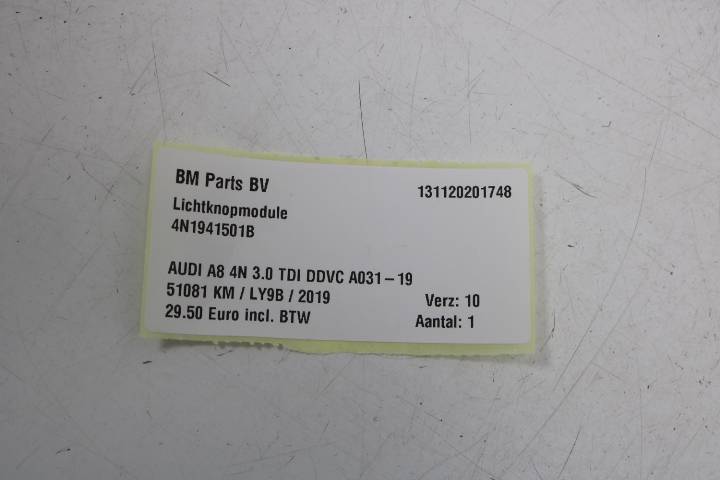 BM Parts BV 131120201748
Lichtknopmodule
4N1941501B
AUDI A8 4N 3.0 TDI DDVC A031-19
51081 KM / LY9B / 2019 Verz: 10
29.50 Euro incl. BTW Aantal: 1